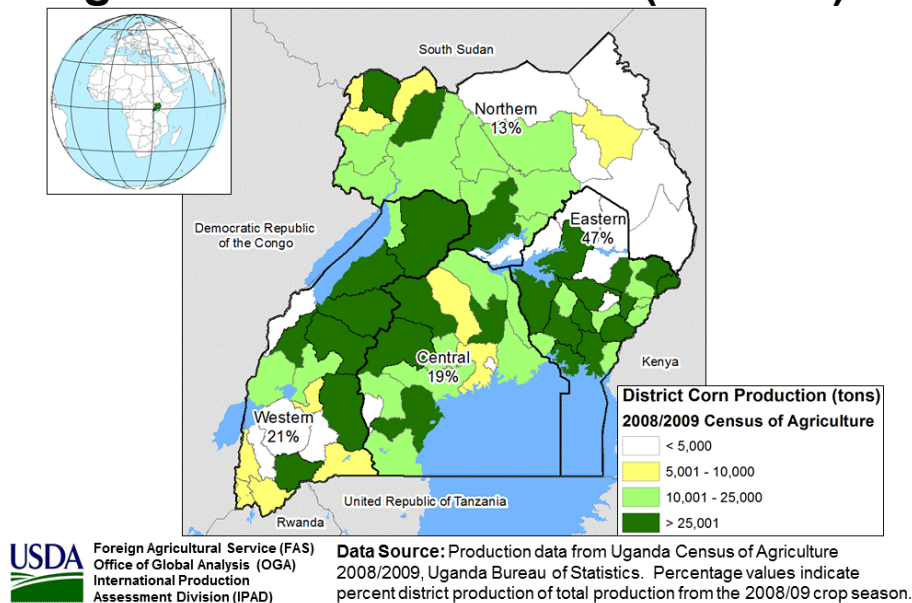 South Sudan
Northern
13%
Democratic Republic
of the Congo
Eastern
47%
Kenya
Central
19%
Western
21%
United Republic of Tanzania
Rwanda
District Corn Production (tons)
2008/2009 Census of Agriculture
< 5,000
5,001 - 10,000
10,001 - 25,000
> 25,001
USDA
Foreign Agricultural Service (FAS)
Office of Global Analysis (OGA)
International Production
Assessment Division (IPAD)
Data Source: Production data from Uganda Census of Agriculture
2008/2009, Uganda Bureau of Statistics. Percentage values indicate
percent district production of total production from the 2008/09 crop season.